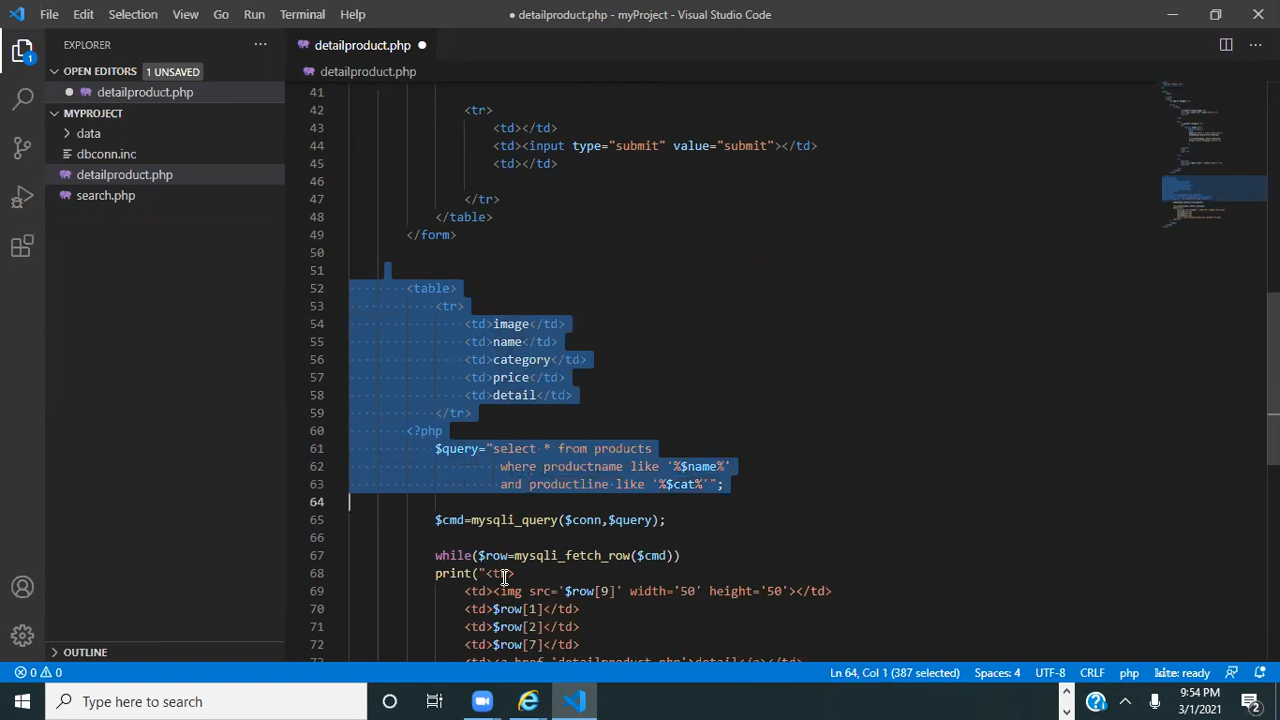 File Edit Selection View Go Run Terminal Help
● detailproduct.php - myProject - Visual Studio Code
EXPLORER
OPEN EDITORS 1 UNSAVED
detailproduct.php
MYPROJECT
data
dbconn.inc
detailproduct.php
search.php
OUTLINE
detailproduct.php
detailproduct.php
41
42 <tr>
43 <td></td>
44 <td><input type="submit" value="submit"></td>
45 <td></td>
46
47 </tr>
48 </table>
49 </form>
50
51
52 <table>
53 <tr>
54 <td>image</td>
55 <td>name</td>
56 <td>category</td>
57 <td>price</td>
58 <td>detail</td>
59 </tr>
60 <?php
61 $query="select * from products
62 where productname like '%$name%'
63 and productline like '%$cat%'";
64
65 $cmd=mysqli_query($conn,$query);
66
67 while($row=mysqli_fetch_row($cmd))
68 print("<tr>
69 <td><img src='$row[9]' width='50' height='50'></td>
70 <td>$row[1]</td>
71 <td>$row[2]</td>
72 <td>$row[7]</td>
1
0 0 Ln 64, Col 1 (387 selected) Spaces: 4 UTF-8 CRLF php kite: ready
Type here to search
9:54 PM
3/1/2021
2